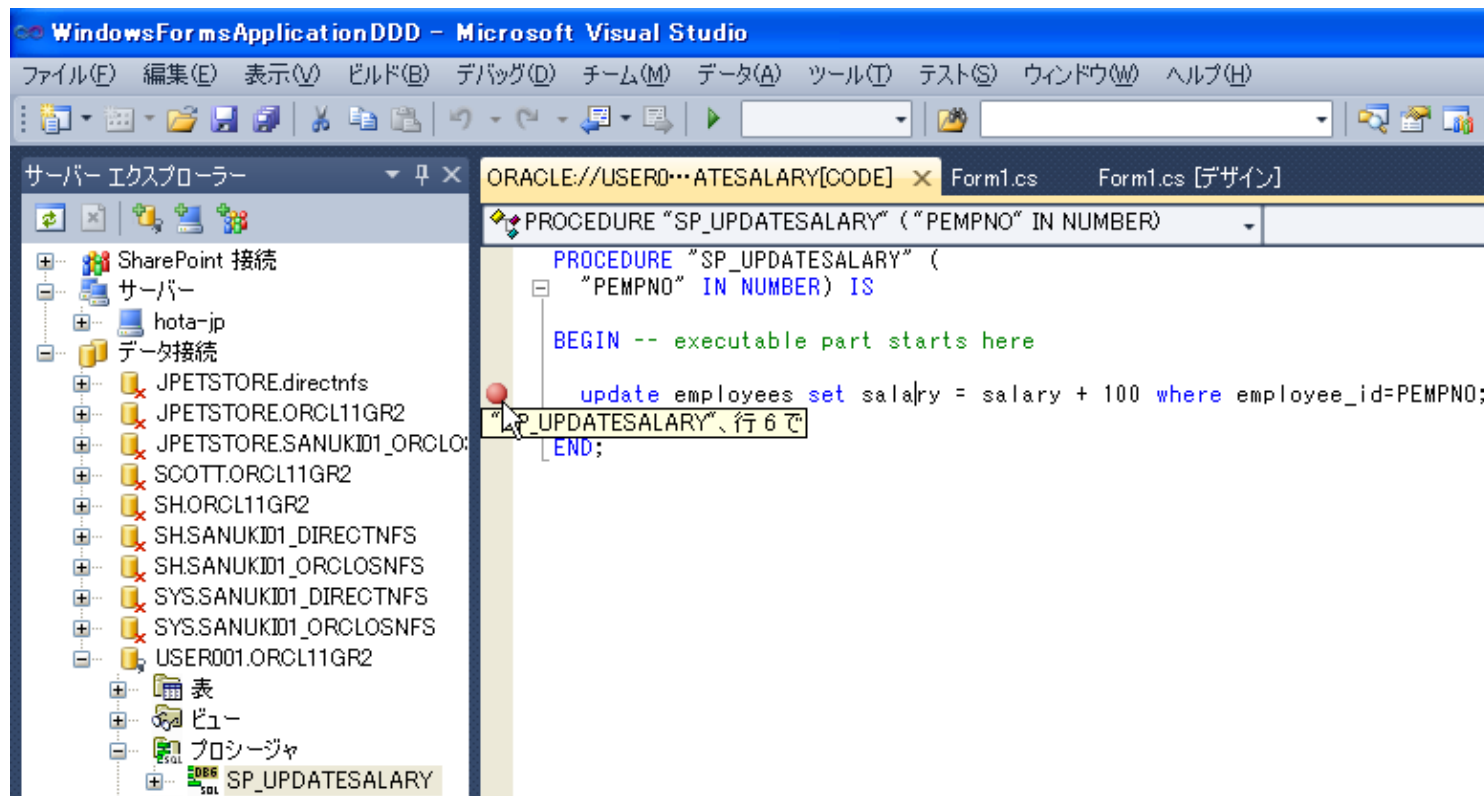 WindowsFormsApplicationDDD - Microsoft Visual Studio
ファイル(F) 編集(E) 表示(V) ビルド(B) デバッグ(D) チーム(M) データ(A) ツール(T) テスト(S) ウィンドウ(W) ヘルプ(H)
サーバー エクスプローラー
SharePoint 接続
サーバー
hota-jp
データ接続
JPETSTORE.directnfs
JPETSTORE.ORCL11GR2
JPETSTORE.SANUKI01_ORCLOS
SCOTT.ORCL11GR2
SH.ORCL11GR2
SH.SANUKI01_DIRECTNFS
SH.SANUKI01_ORCLOSNFS
SYS.SANUKI01_DIRECTNFS
SYS.SANUKI01_ORCLOSNFS
USER001.ORCL11GR2
表
ビュー
プロシージャ
SP_UPDATESALARY
ORACLE://USER0…ATESALARY[CODE] Form1.cs Form1.cs [デザイン]
PROCEDURE "SP_UPDATESALARY" ("PEMPNO" IN NUMBER)
PROCEDURE "SP_UPDATESALARY" (
"PEMPNO" IN NUMBER) IS
BEGIN -- executable part starts here
update employees set salary = salary + 100 where employee_id=PEMPNO;
"SP_UPDATESALARY"、行 6 で
END;